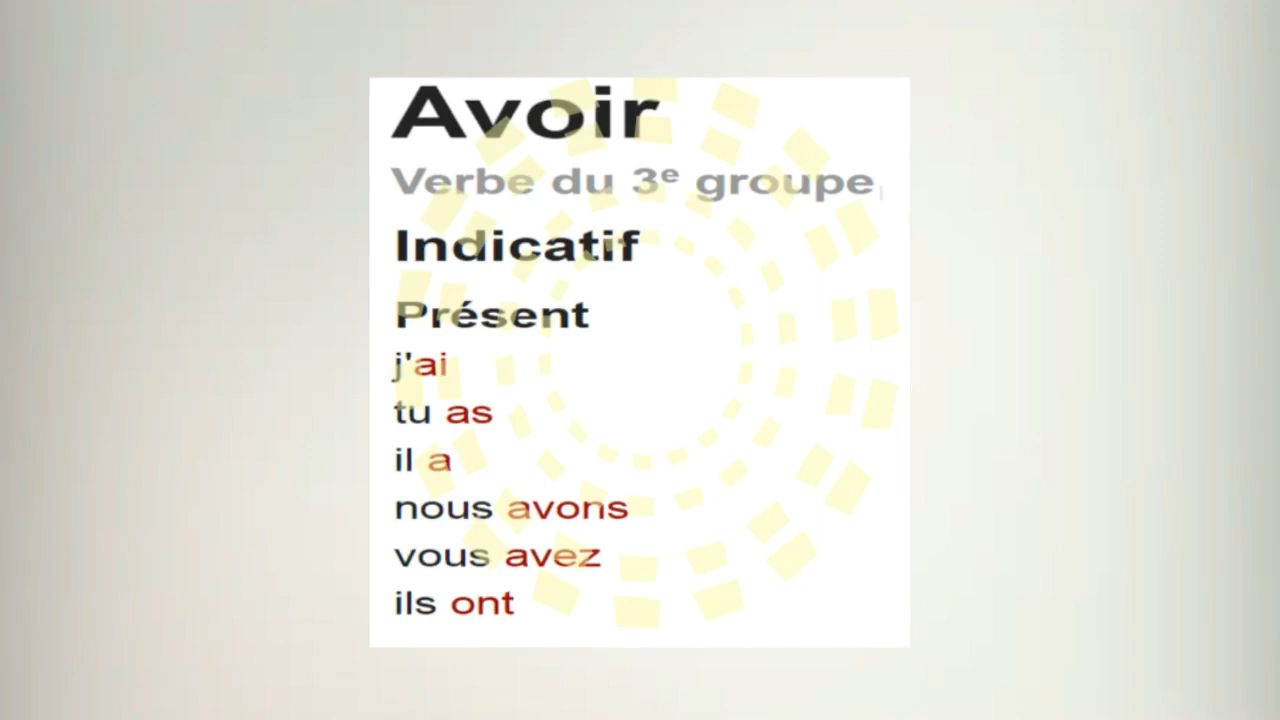 Avoir
Verbe du 3e groupe
Indicatif
Présent
j'ai
tu as
il a
nous avons
vous avez
ils ont